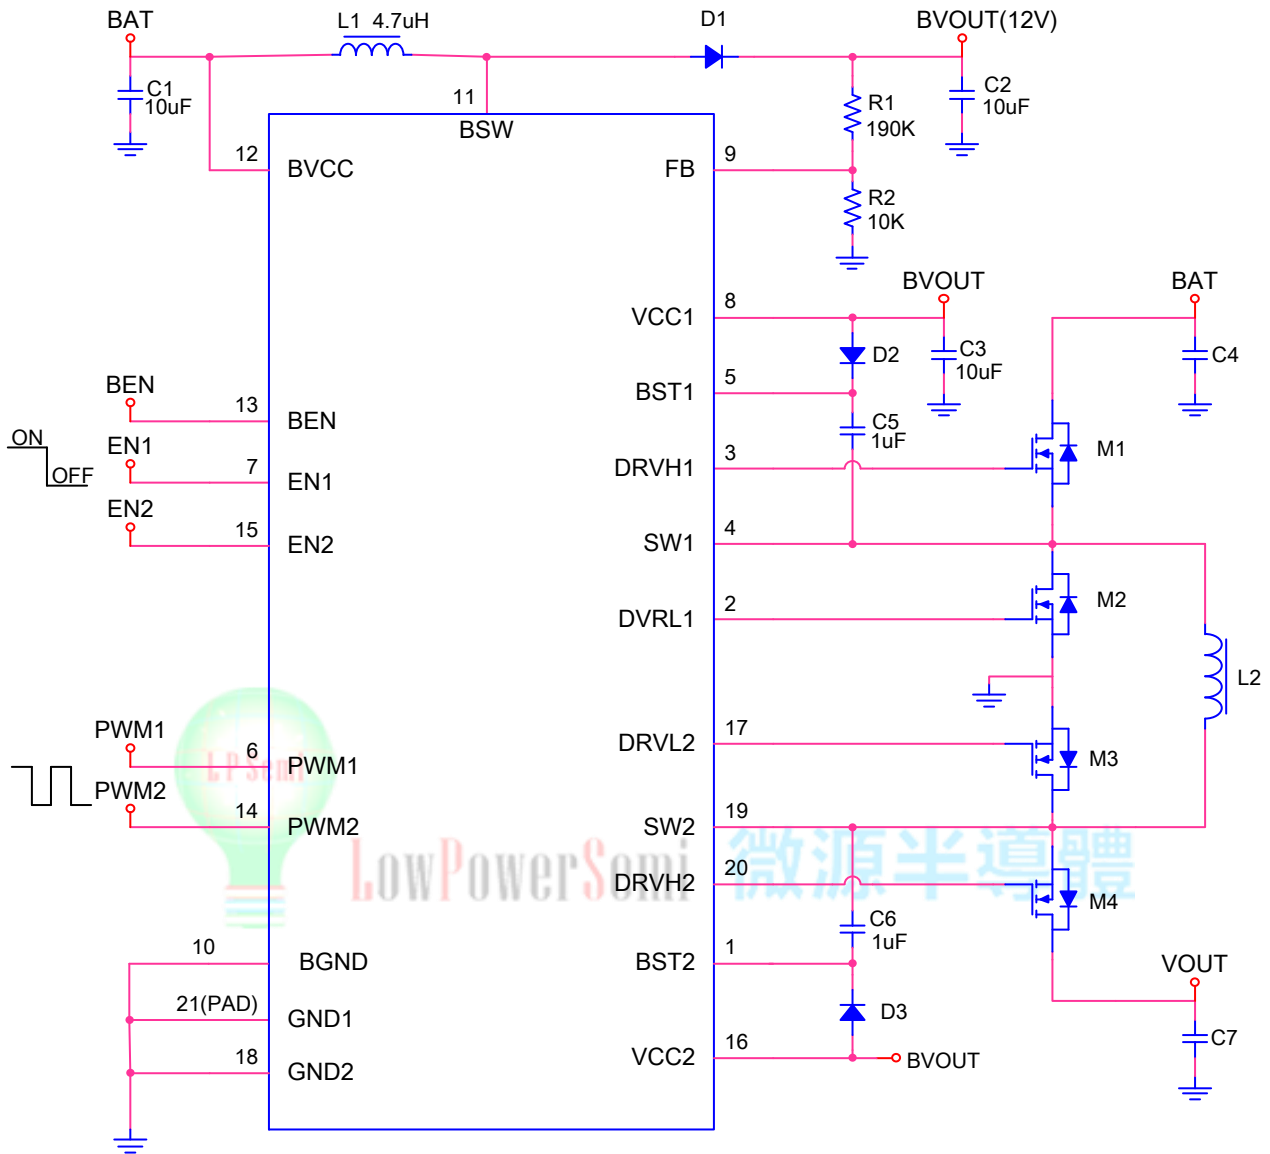 BAT
L1 4.7uH
D1
BVOUT(12V)
C1
10uF
11
BSW
R1
190K
C2
10uF
12
BVCC
FB
9
R2
10K
BVOUT
BAT
VCC1
8
D2
C3
10uF
C4
BEN
13
BEN
BST1
5
C5
1uF
ON
OFF
EN1
7
EN1
DRVH1
3
M1
EN2
15
EN2
SW1
4
DVRL1
2
M2
L2
PWM1
6
PWM1
L P Semi
DRVL2
17
M3
PWM2
14
PWM2
SW2
19
LowPowerSemi 微源半導體
DRVH2
20
M4
C6
1uF
10
BGND
BST2
1
VOUT
21(PAD)
GND1
D3
C7
18
GND2
VCC2
16
BVOUT